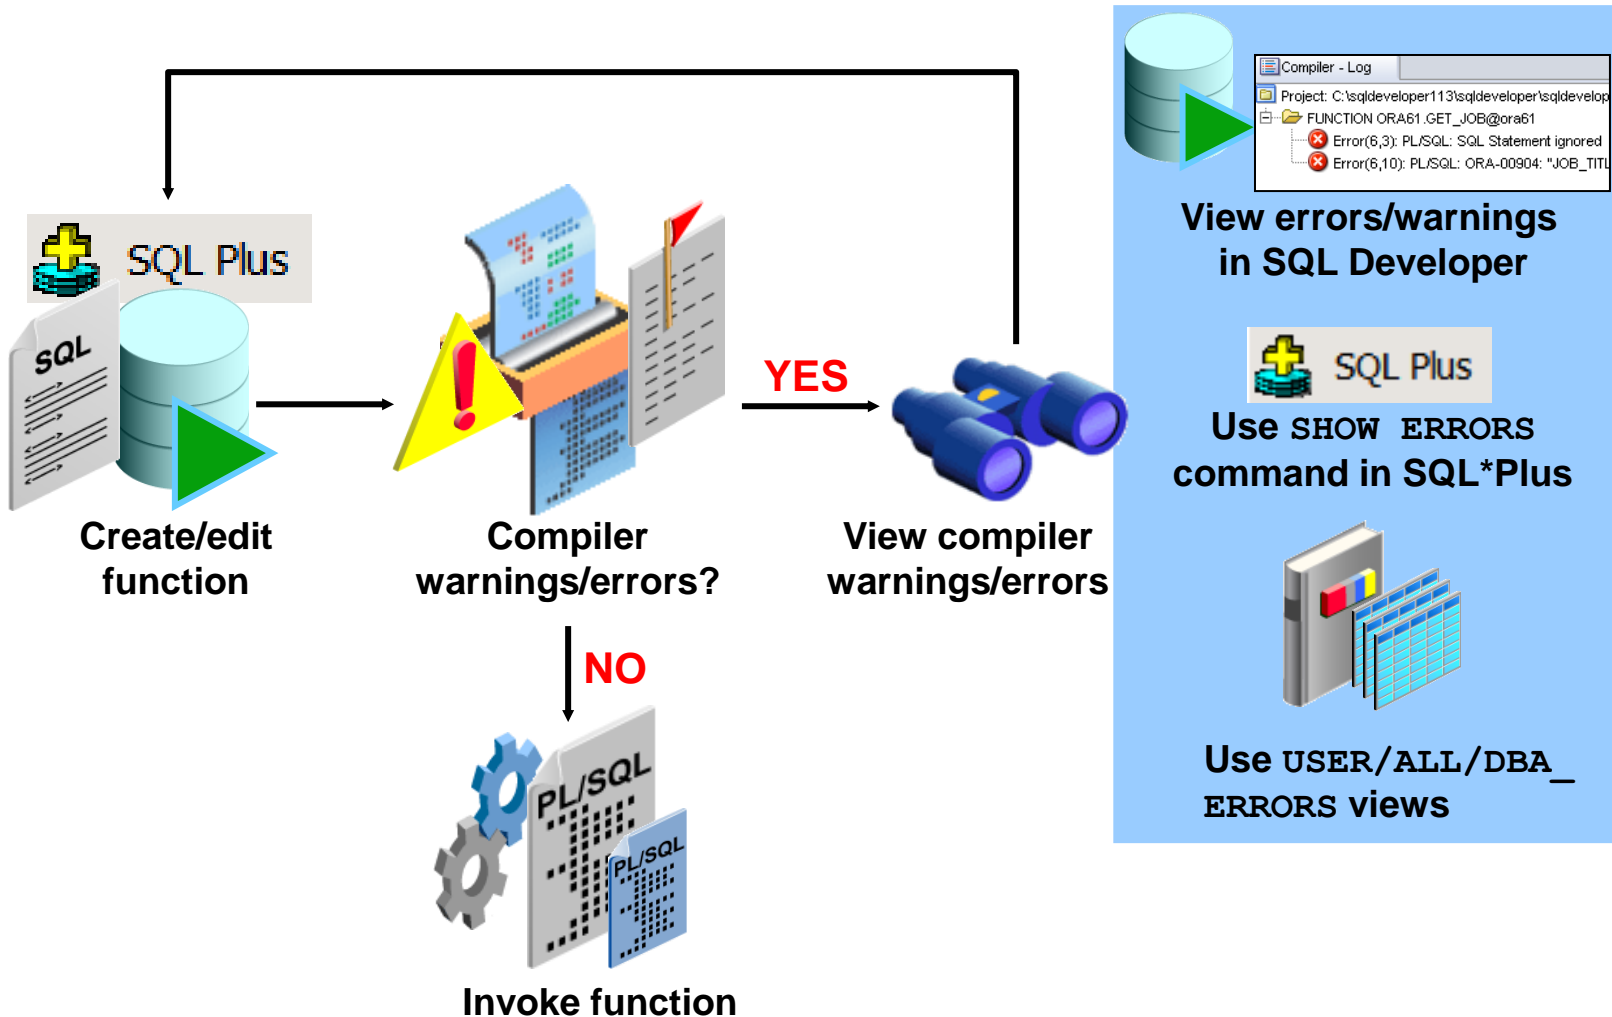 SQL Plus
SQL
Create/edit
function
Compiler
warnings/errors?
YES
View compiler
warnings/errors
NO
PL/SQL
PL/SQL
Invoke function
Compiler - Log
Project: C:\sqldeveloper113\sqldeveloper\sqldevelop
FUNCTION ORA61.GET_JOB@ora61
Error(6,3): PL/SQL: SQL Statement ignored
Error(6,10): PL/SQL: ORA-00904: "JOB_TITL
View errors/warnings
in SQL Developer
SQL Plus
Use SHOW ERRORS
command in SQL*Plus
Use USER/ALL/DBA_
ERRORS views